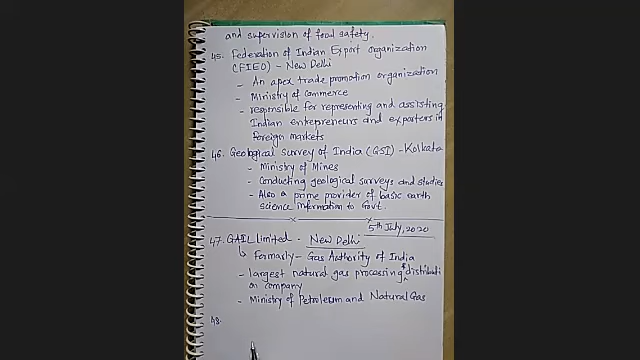 and supervision of food safety.
45. Federation of Indian Export Organization
(FIEO) - New Delhi
- An apex trade promotion organization
- Ministry of Commerce
- responsible for representing and assisting
Indian entrepreneurs and exporters in
foreign markets
46. Geological Survey of India (GSI) - Kolkata
- Ministry of Mines
- Conducting geological surveys and studies
- Also a prime provider of basic earth
science information to Govt.
5th July, 2020
47. GAIL Limited - New Delhi
↳ Formarly - Gas Authority of India
- largest natural gas processing & distributi
on company
- Ministry of Petroleum and Natural Gas
48.